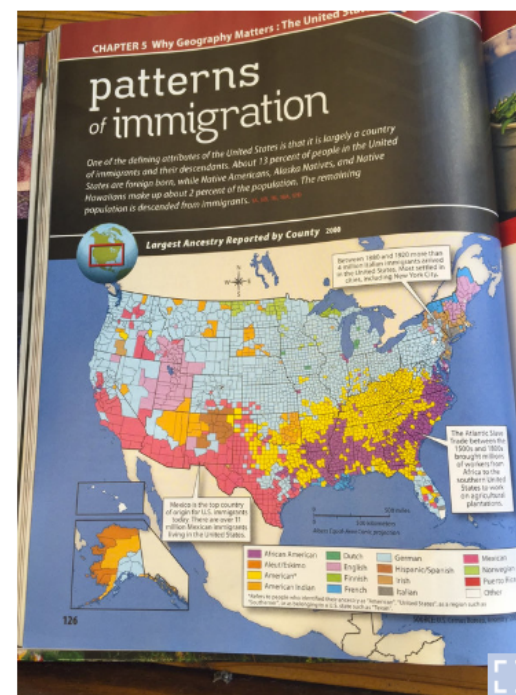 CHAPTER 5 Why Geography Matters : The United
patterns
of immigration
One of the defining attributes of the United States is that it is largely a country
of immigrants and their descendants. About 13 percent of people in the United
States are foreign born, while Native Americans, Alaska Natives, and Native
Hawaiians make up about 2 percent of the population. The remaining
population is descended from immigrants.
Largest Ancestry Reported by County 2000
Between 1880 and 1920 more than
4 million Italian immigrants arrived
in the United States. Most settled in
cities, including New York City.
N
W
The Atlantic Slave
Trade between the
1500s and 1800s
brought millions
of workers from
Africa to the
southern United
States to work
on agricultural
plantations.
Mexico is the top country
of origin for U.S. immigrants
today. There are over 11
million Mexican immigrants
living in the United States.
African American
Aleut/Eskimo
American*
American Indian
Dutch
English
Finnish
French
German
Hispanic/Spanish
Irish
Italian
Mexican
Norwegian
Puerto
Other
126